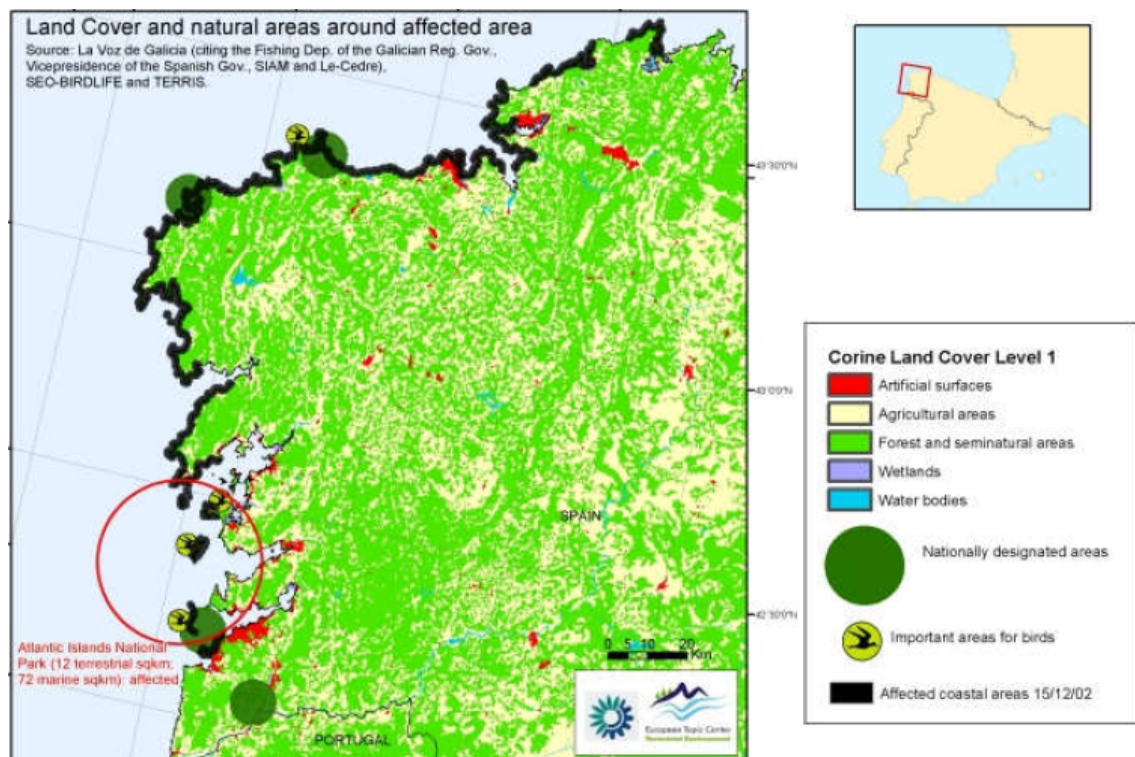 Land Cover and natural areas around affected area
Source: La Voz de Galicia (citing the Fishing Dep. of the Galician Reg. Gov.,
Vicepresidence of the Spanish Gov., SIAM and Le-Cedre),
SEO-BIRDLIFE and TERRIS.
43°30'0"N
43°0'0"N
SPAIN
42°30'0"N
Atlantic Islands National
Park (12 terrestrial sqkm;
72 marine sqkm): affected
0 5 10 20
Km
PORTUGAL
European Topic Centre
Terrestrial Environment
Corine Land Cover Level 1
Artificial surfaces
Agricultural areas
Forest and seminatural areas
Wetlands
Water bodies
Nationally designated areas
Important areas for birds
Affected coastal areas 15/12/02